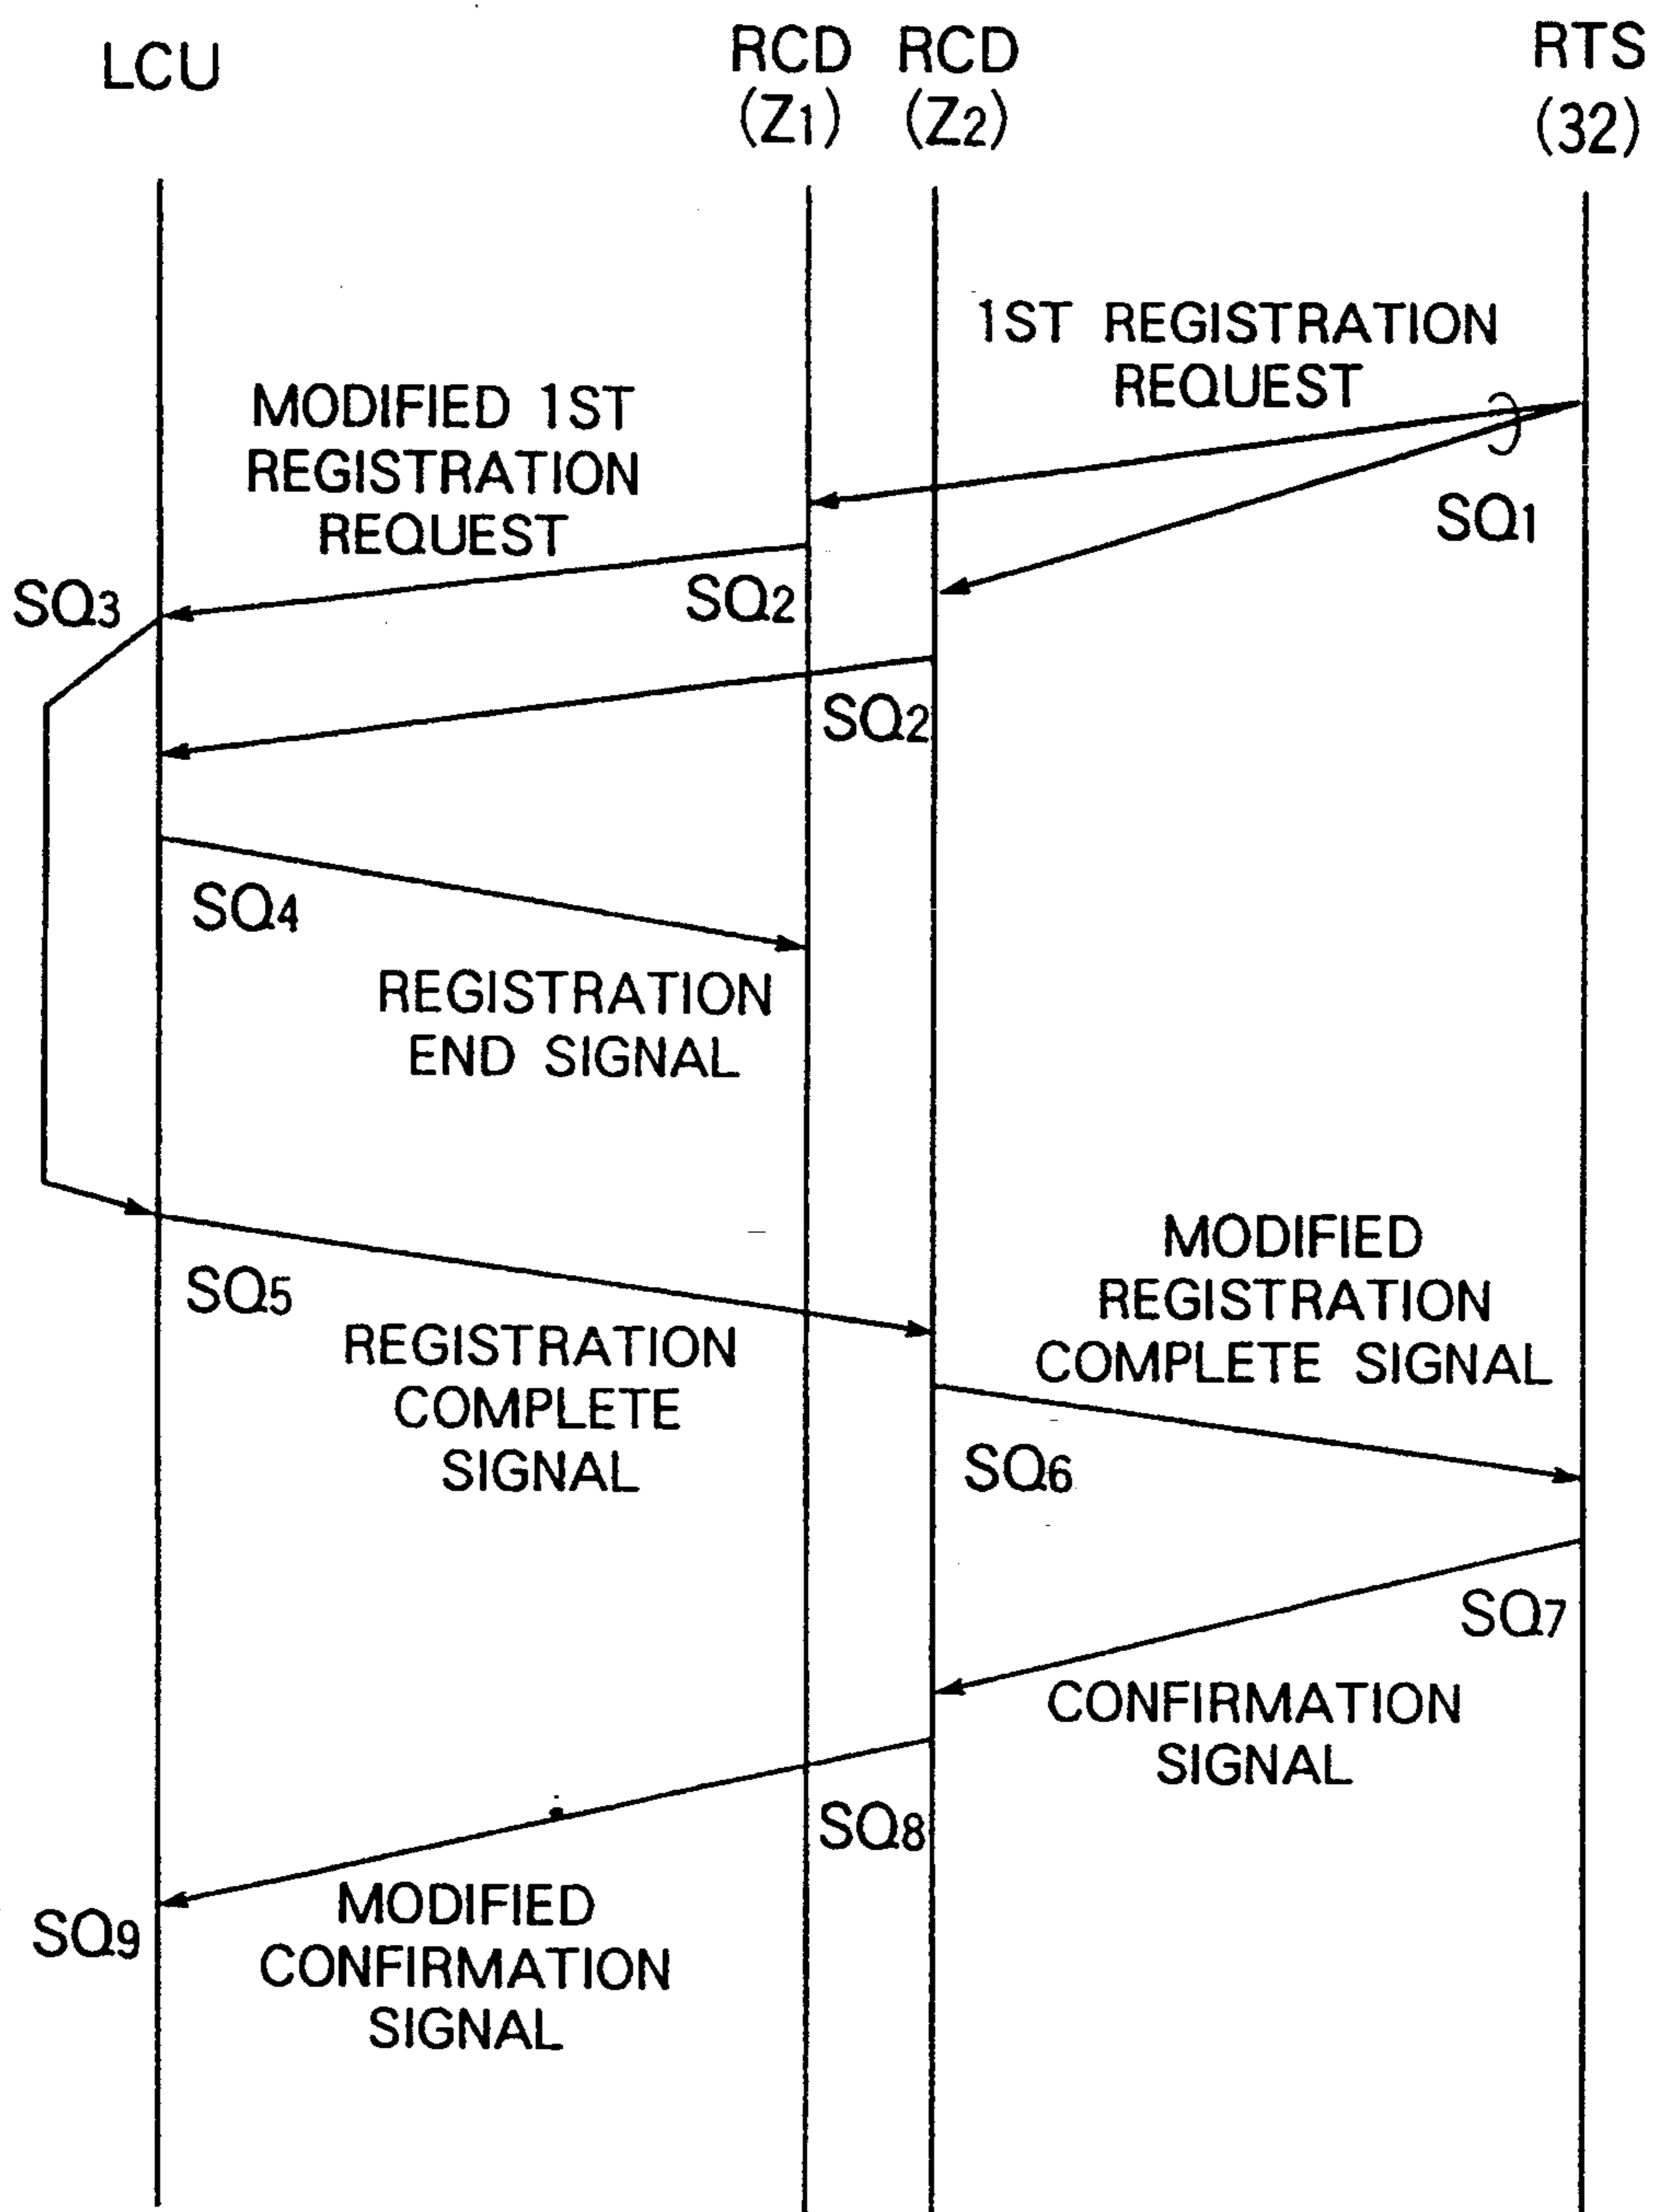 LCU
RCD
(Z1)
RCD
(Z2)
RTS
(32)
1ST REGISTRATION
REQUEST
MODIFIED 1ST
REGISTRATION
REQUEST
SQ1
SQ2
SQ3
SQ2
SQ4
REGISTRATION
END SIGNAL
SQ5
REGISTRATION
COMPLETE
SIGNAL
MODIFIED
REGISTRATION
COMPLETE SIGNAL
SQ6
SQ7
CONFIRMATION
SIGNAL
SQ8
SQ9
MODIFIED
CONFIRMATION
SIGNAL